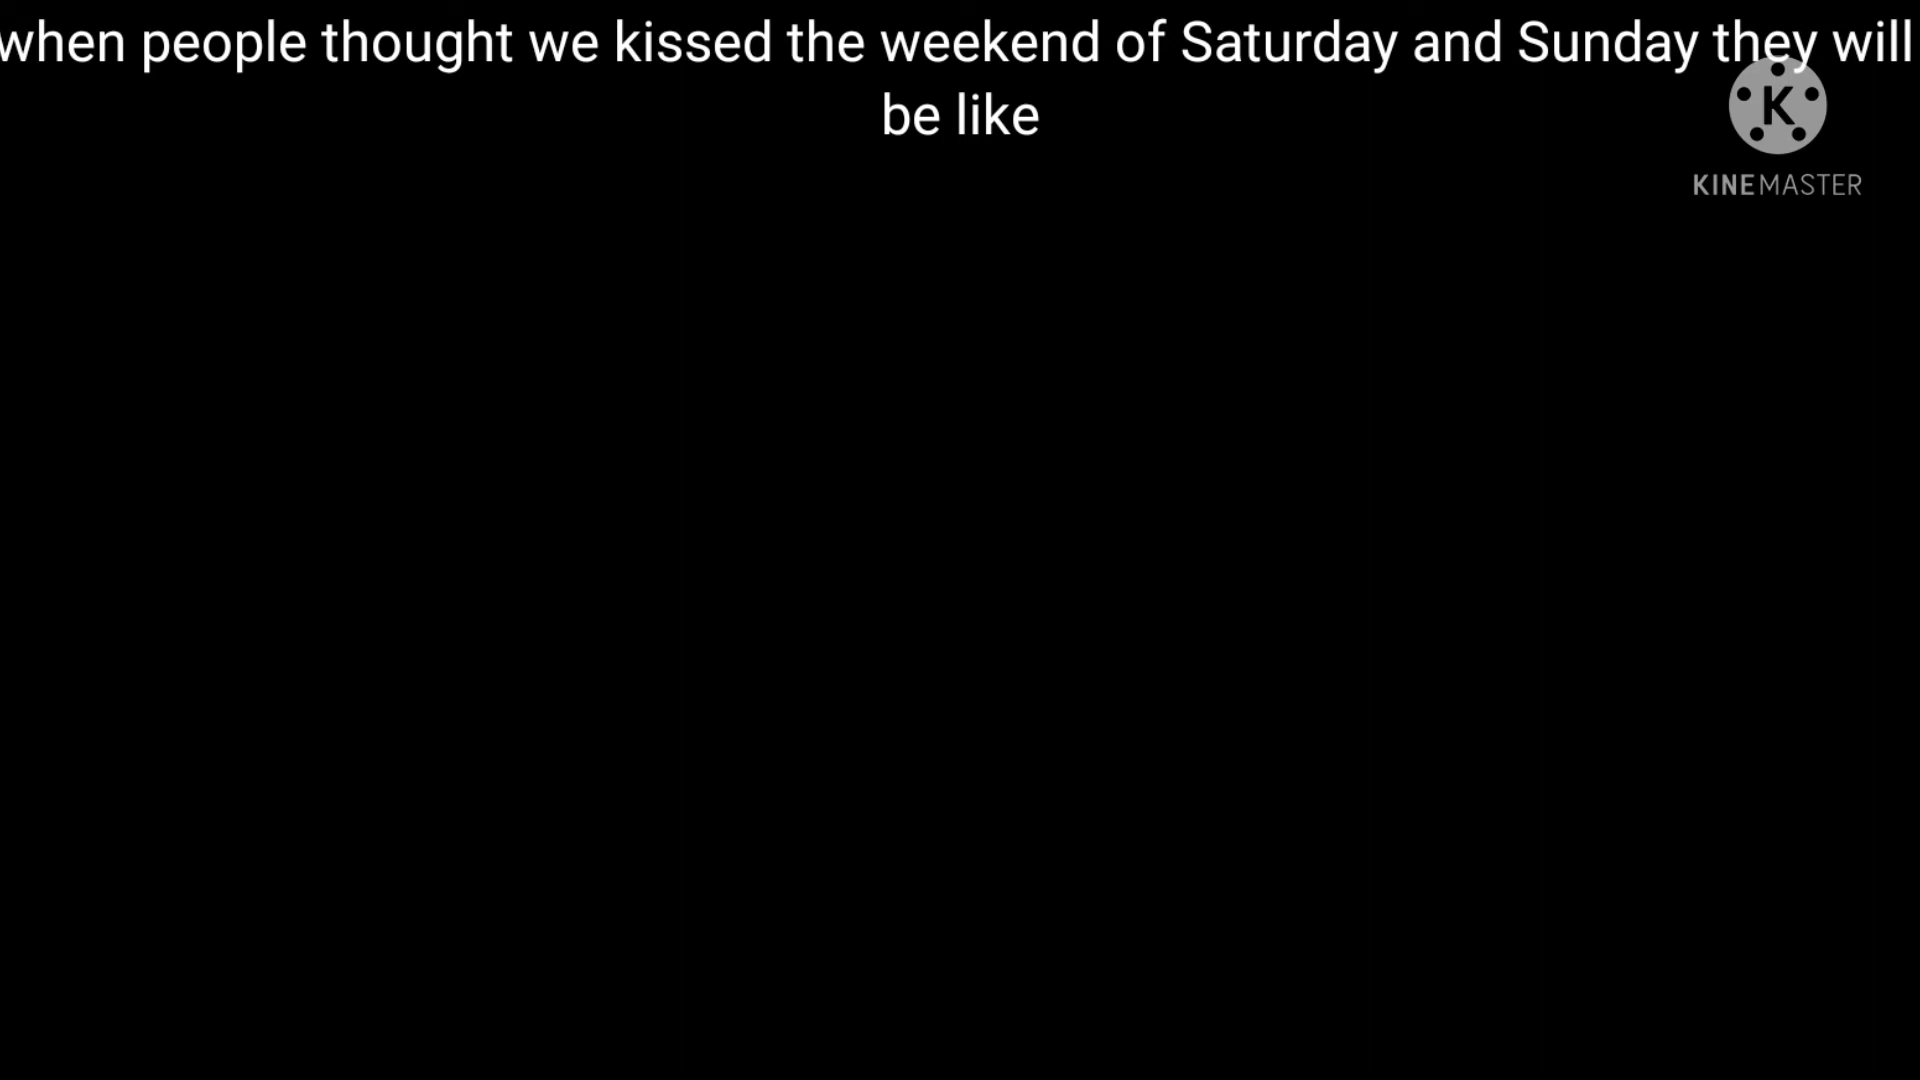 when people thought we kissed the weekend of Saturday and Sunday they will
be like
K
KINEMASTER